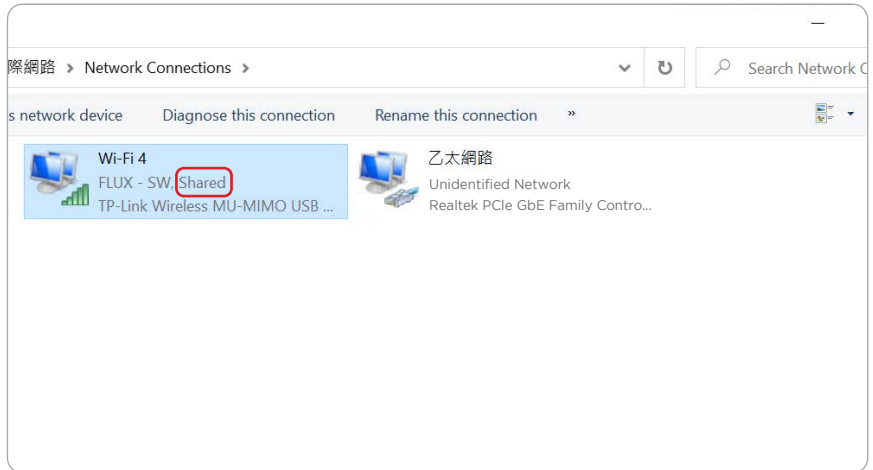 際網路 > Network Connections >
Search Network C
s network device Diagnose this connection Rename this connection »
Wi-Fi 4
FLUX - SW, Shared
TP-Link Wireless MU-MIMO USB ...
乙太網路
Unidentified Network
Realtek PCIe GbE Family Contro...